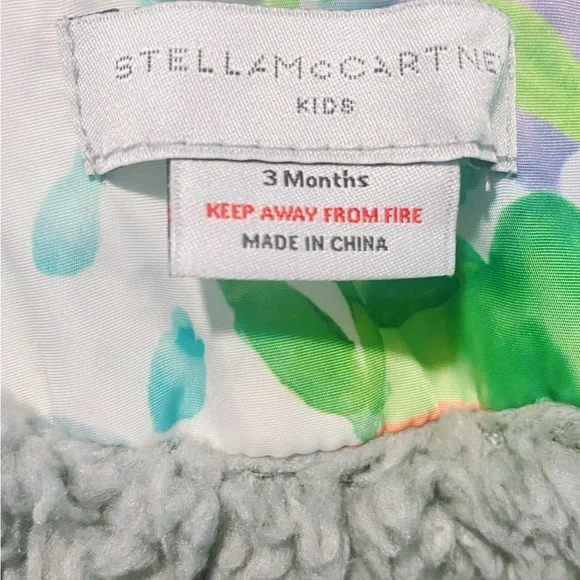 STELLAMcCARTNE
KIDS
3 Months
KEEP AWAY FROM FIRE
MADE IN CHINA